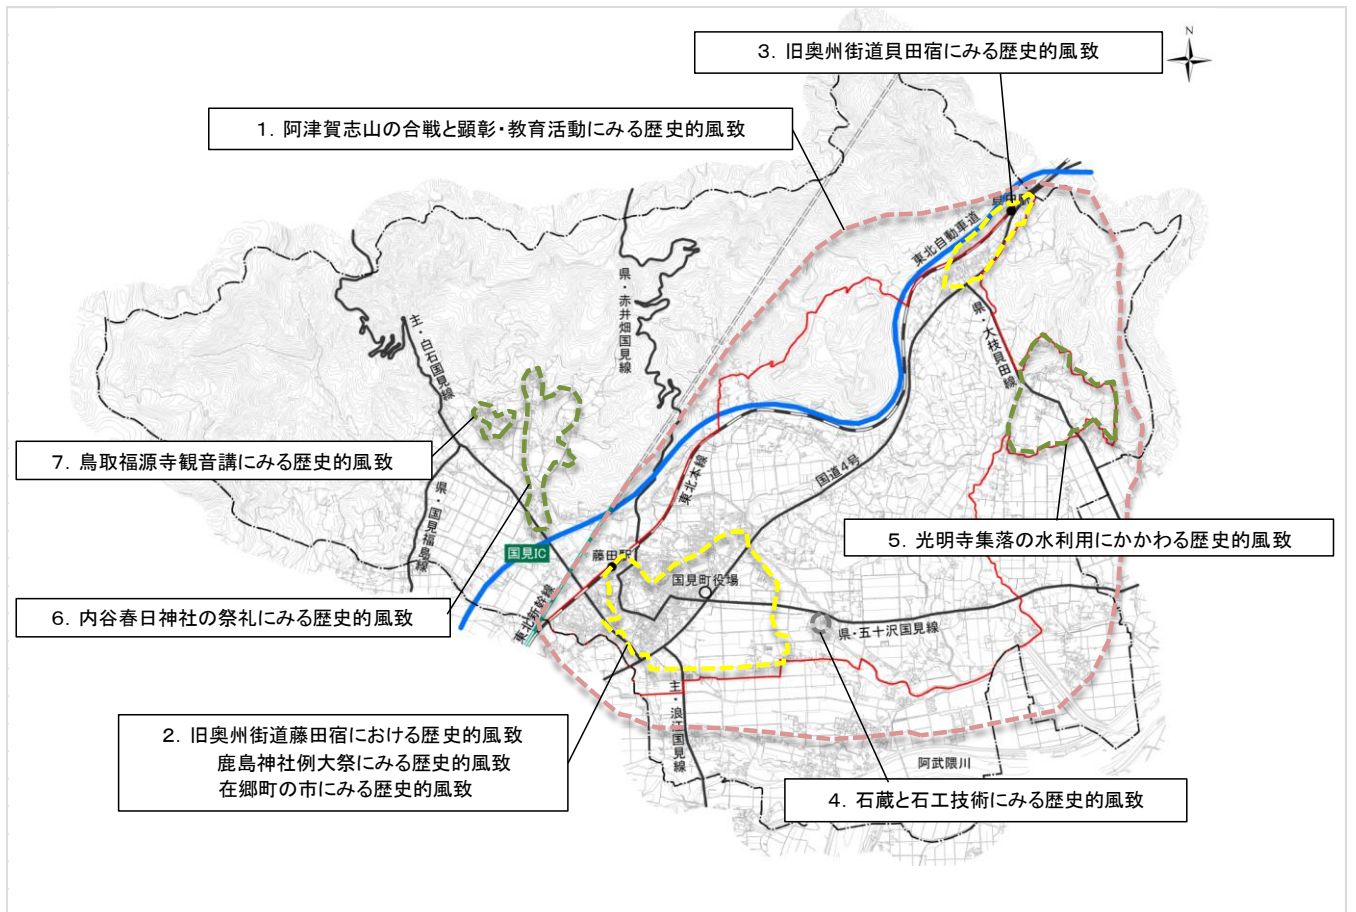 N
3. 旧奥州街道貝田宿にみる歴史的風致
1. 阿津賀志山の合戦と顕彰・教育活動にみる歴史的風致
貝田駅
東北自動車道
県・赤井畑国見線
県・大枝貝田線
主・白石国見線
7. 鳥取福源寺観音講にみる歴史的風致
東北本線
国道4号
県・国見福島線
5. 光明寺集落の水利用にかかわる歴史的風致
国見IC
藤田駅
国見町役場
6. 内谷春日神社の祭礼にみる歴史的風致
東北新幹線
県・五十沢国見線
主・浪江国見線
2. 旧奥州街道藤田宿における歴史的風致
鹿島神社例大祭にみる歴史的風致
在郷町の市にみる歴史的風致
阿武隈川
4. 石蔵と石工技術にみる歴史的風致